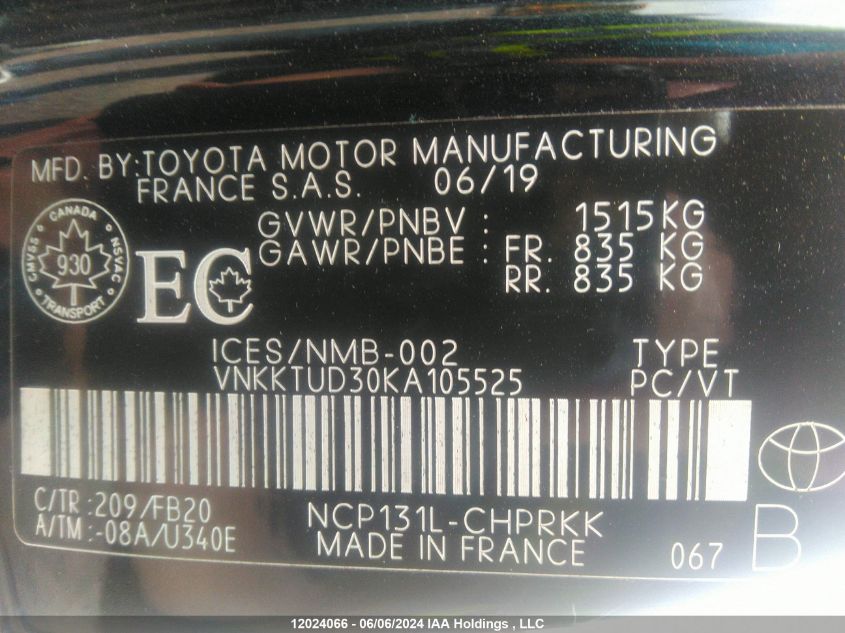 MFD. BY:TOYOTA MOTOR MANUFACTURING
FRANCE S.A.S. 06/19
GVWR/PNBV : 1515KG
GAWR/PNBE : FR. 835 KG
RR. 835 KG
CANADA
CMVSS 930 NSVAC
TRANSPORT
EC
ICES/NMB-002 TYPE
VNKKTUD30KA105525 PC/VT
C/TR:209/FB20 NCP131L-CHPRKK
A/TM:-08A/U340E MADE IN FRANCE 067 B
12024066 - 06/06/2024 IAA Holdings , LLC